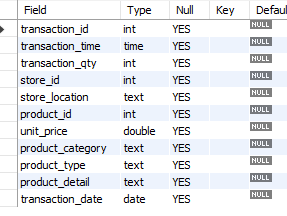 Field Type Null Key Defaul
transaction_id int YES NULL
transaction_time time YES NULL
transaction_qty int YES NULL
store_id int YES NULL
store_location text YES NULL
product_id int YES NULL
unit_price double YES NULL
product_category text YES NULL
product_type text YES NULL
product_detail text YES NULL
transaction_date date YES NULL